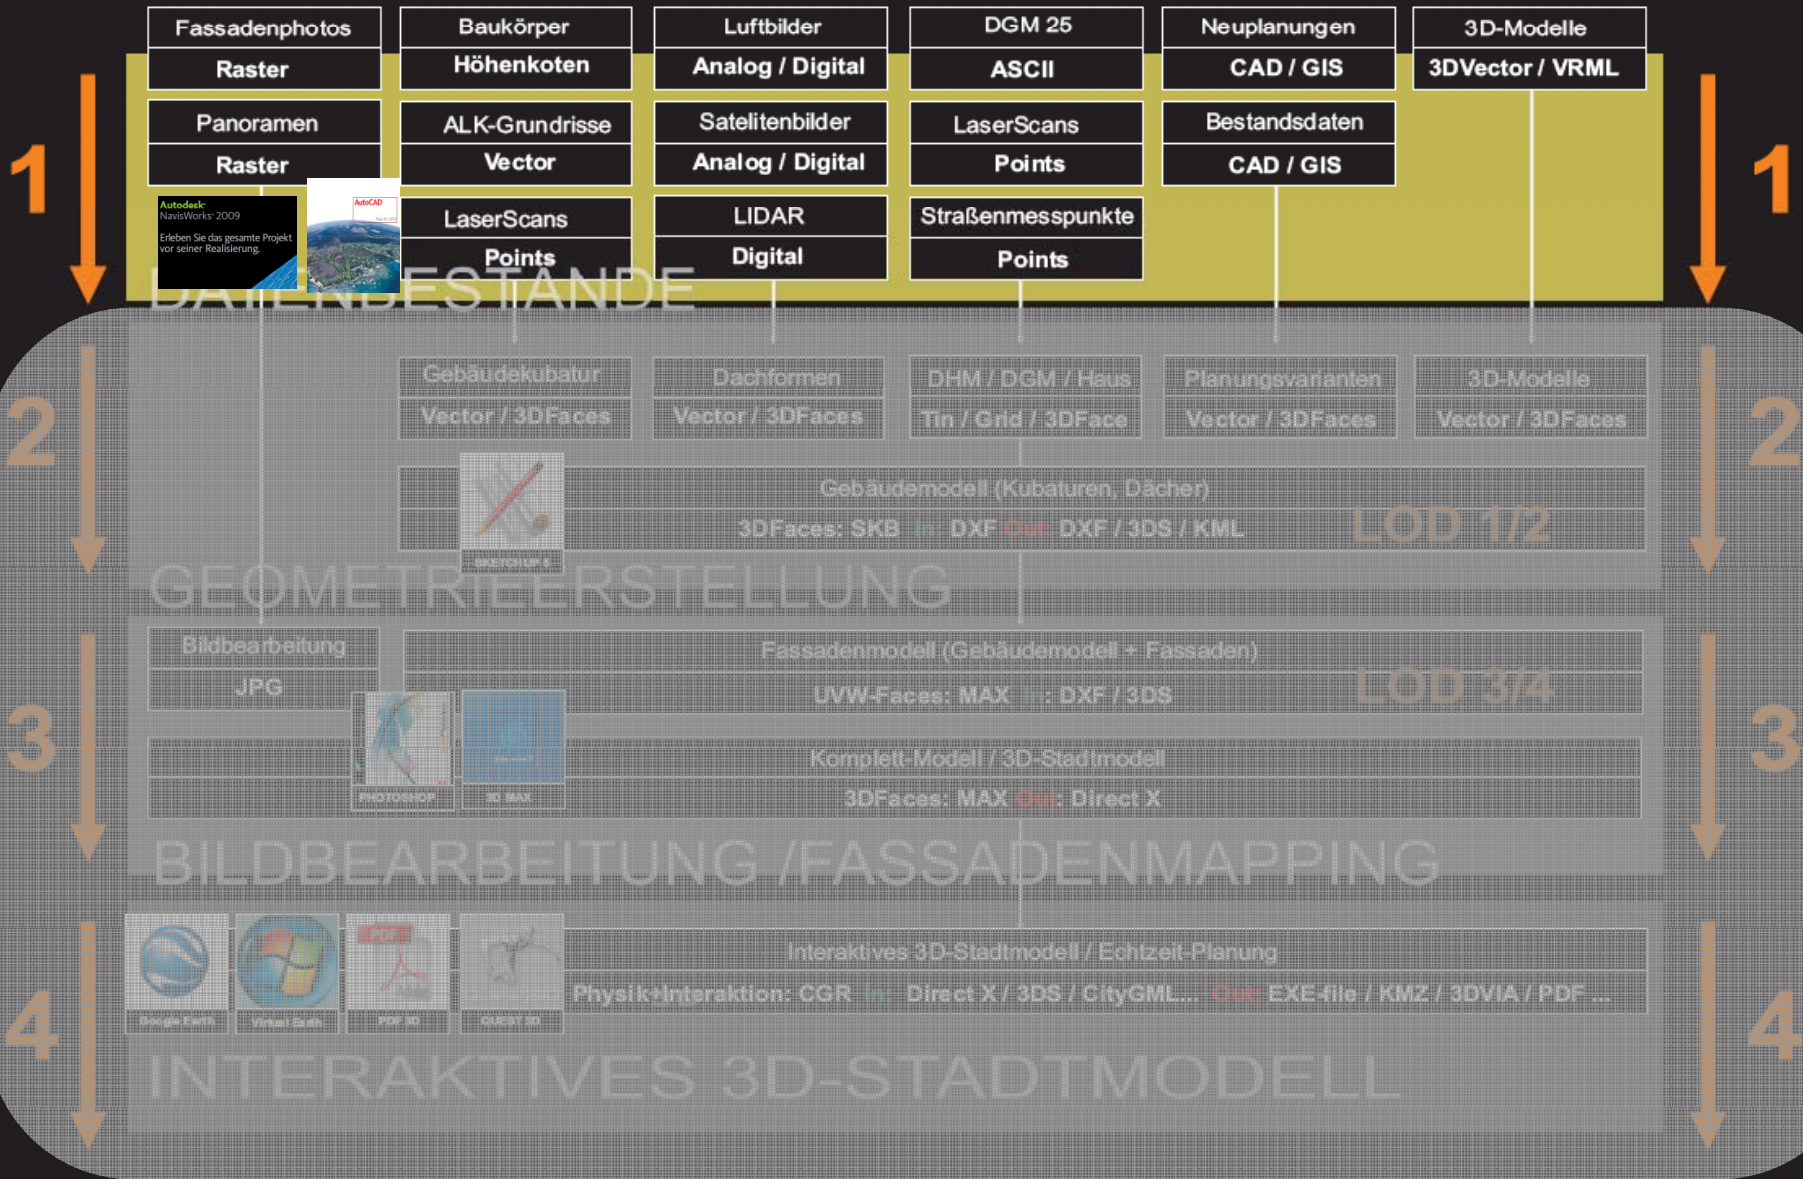 Fassadenphotos
Raster
Baukörper
Höhenkoten
Luftbilder
Analog / Digital
DGM 25
ASCII
Neuplanungen
CAD / GIS
3D-Modelle
3DVector / VRML
1
1
Panoramen
Raster
ALK-Grundrisse
Vector
Satelitenbilder
Analog / Digital
LaserScans
Points
Bestandsdaten
CAD / GIS
Autodesk
NavisWorks 2009
Erleben Sie das gesamte Projekt
vor seiner Realisierung.
AutoCAD
LaserScans
Points
LIDAR
Digital
Straßenmesspunkte
Points
DATENBESTÄNDE
2
2
Gebäudekubatur
Vector / 3DFaces
Dachformen
Vector / 3DFaces
DHM / DGM / Haus
Tin / Grid / 3DFace
Planungsvarianten
Vector / 3DFaces
3D-Modelle
Vector / 3DFaces
Gebäudemodell (Kubaturen, Dächer)
3DFaces: SKB In: DXF Out: DXF / 3DS / KML
LOD 1/2
GEOMETRIEERSTELLUNG
3
3
Bildbearbeitung
JPG
Fassadenmodell (Gebäudemodell + Fassaden)
UVW-Faces: MAX In: DXF / 3DS
LOD 3/4
PHOTOSHOP
3D MAX
Komplett-Modell / 3D-Stadtmodell
3DFaces: MAX Out: Direct X
BILDBEARBEITUNG /FASSADENMAPPING
4
4
Google Earth
Virtual Earth
PDF
PDF 3D
QUEST 3D
Interaktives 3D-Stadtmodell / Echtzeit-Planung
Physik+Interaktion: CGR In: Direct X / 3DS / CityGML... Out: EXE-file / KMZ / 3DVIA / PDF ...
INTERAKTIVES 3D-STADTMODELL